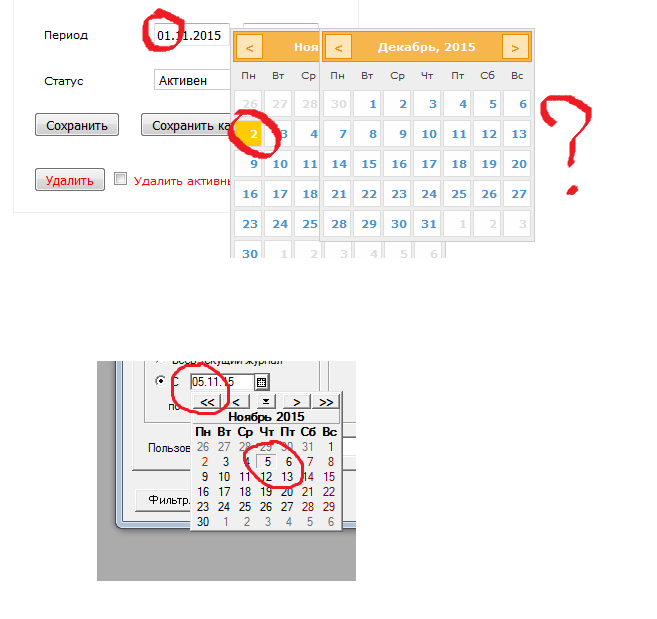 Период
01.11.2015
Ноя
< Декабрь, 2015 >
Пн Вт Ср
Пн Вт Ср Чт Пт Сб Вс
Статус
Активен
26 27 28
30 1 2 3 4 5 6
Сохранить
Сохранить ка
2 3 4
7 8 9 10 11 12 13
9 10 11
14 15 16 17 18 19 20
Удалить
Удалить активны
16 17 18
21 22 23 24 25 26 27
23 24 25
28 29 30 31 1 2 3
30 1 2 3 4 5 6
?
текущий журнал
С 05.11.15
по
<< < > >>
Ноябрь 2015
Пн Вт Ср Чт Пт Сб Вс
26 27 28 29 30 31 1
2 3 4 5 6 7 8
Пользов
9 10 11 12 13 14 15
16 17 18 19 20 21 22
Фильтр.
23 24 25 26 27 28 29
30 1 2 3 4 5 6